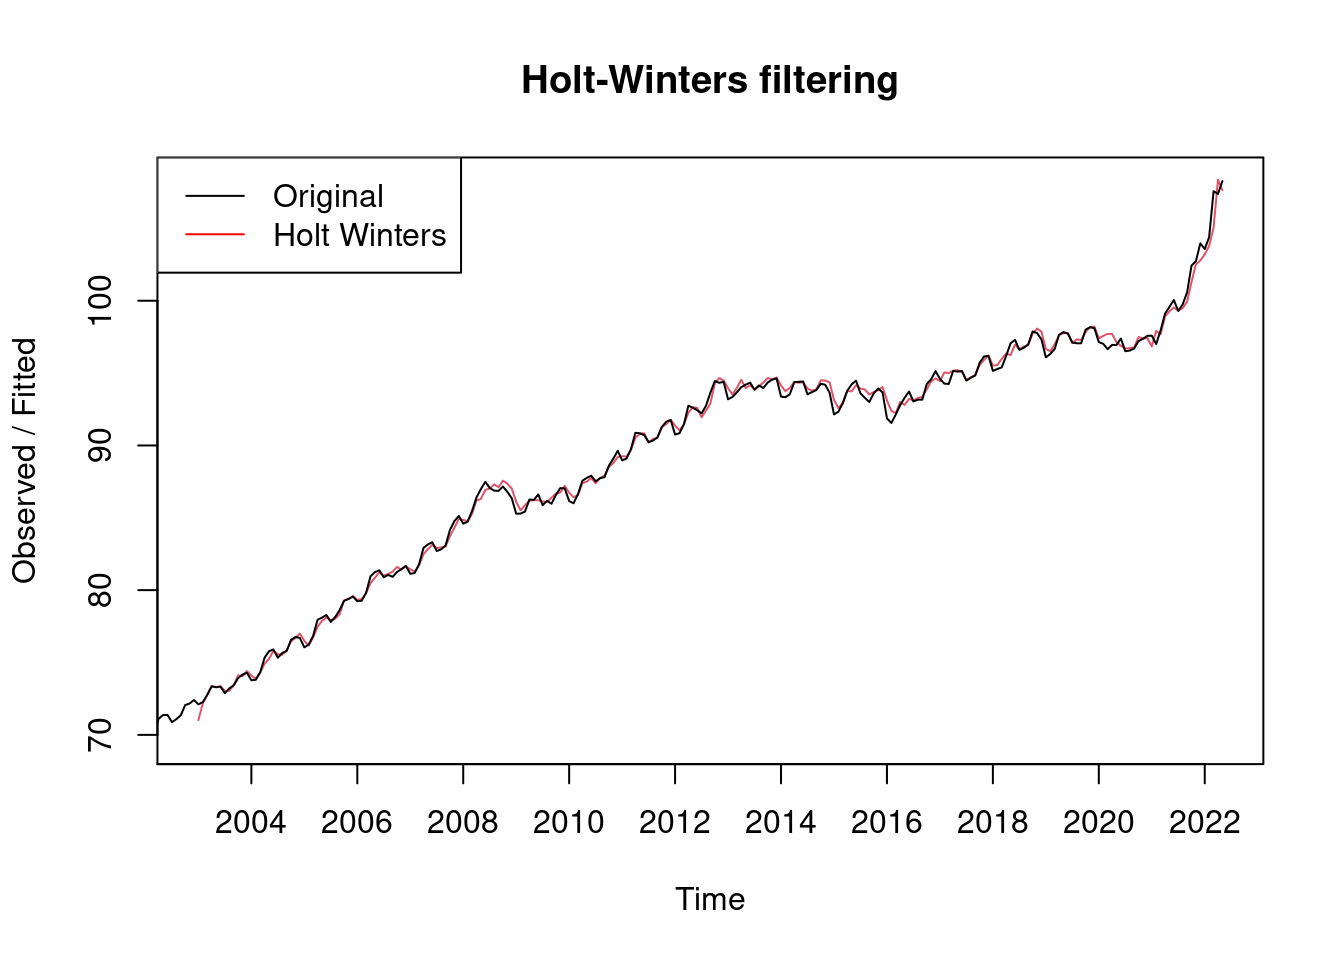 Holt-Winters filtering
Original
Holt Winters
Observed / Fitted
100
90
80
70
2004 2006 2008 2010 2012 2014 2016 2018 2020 2022
Time